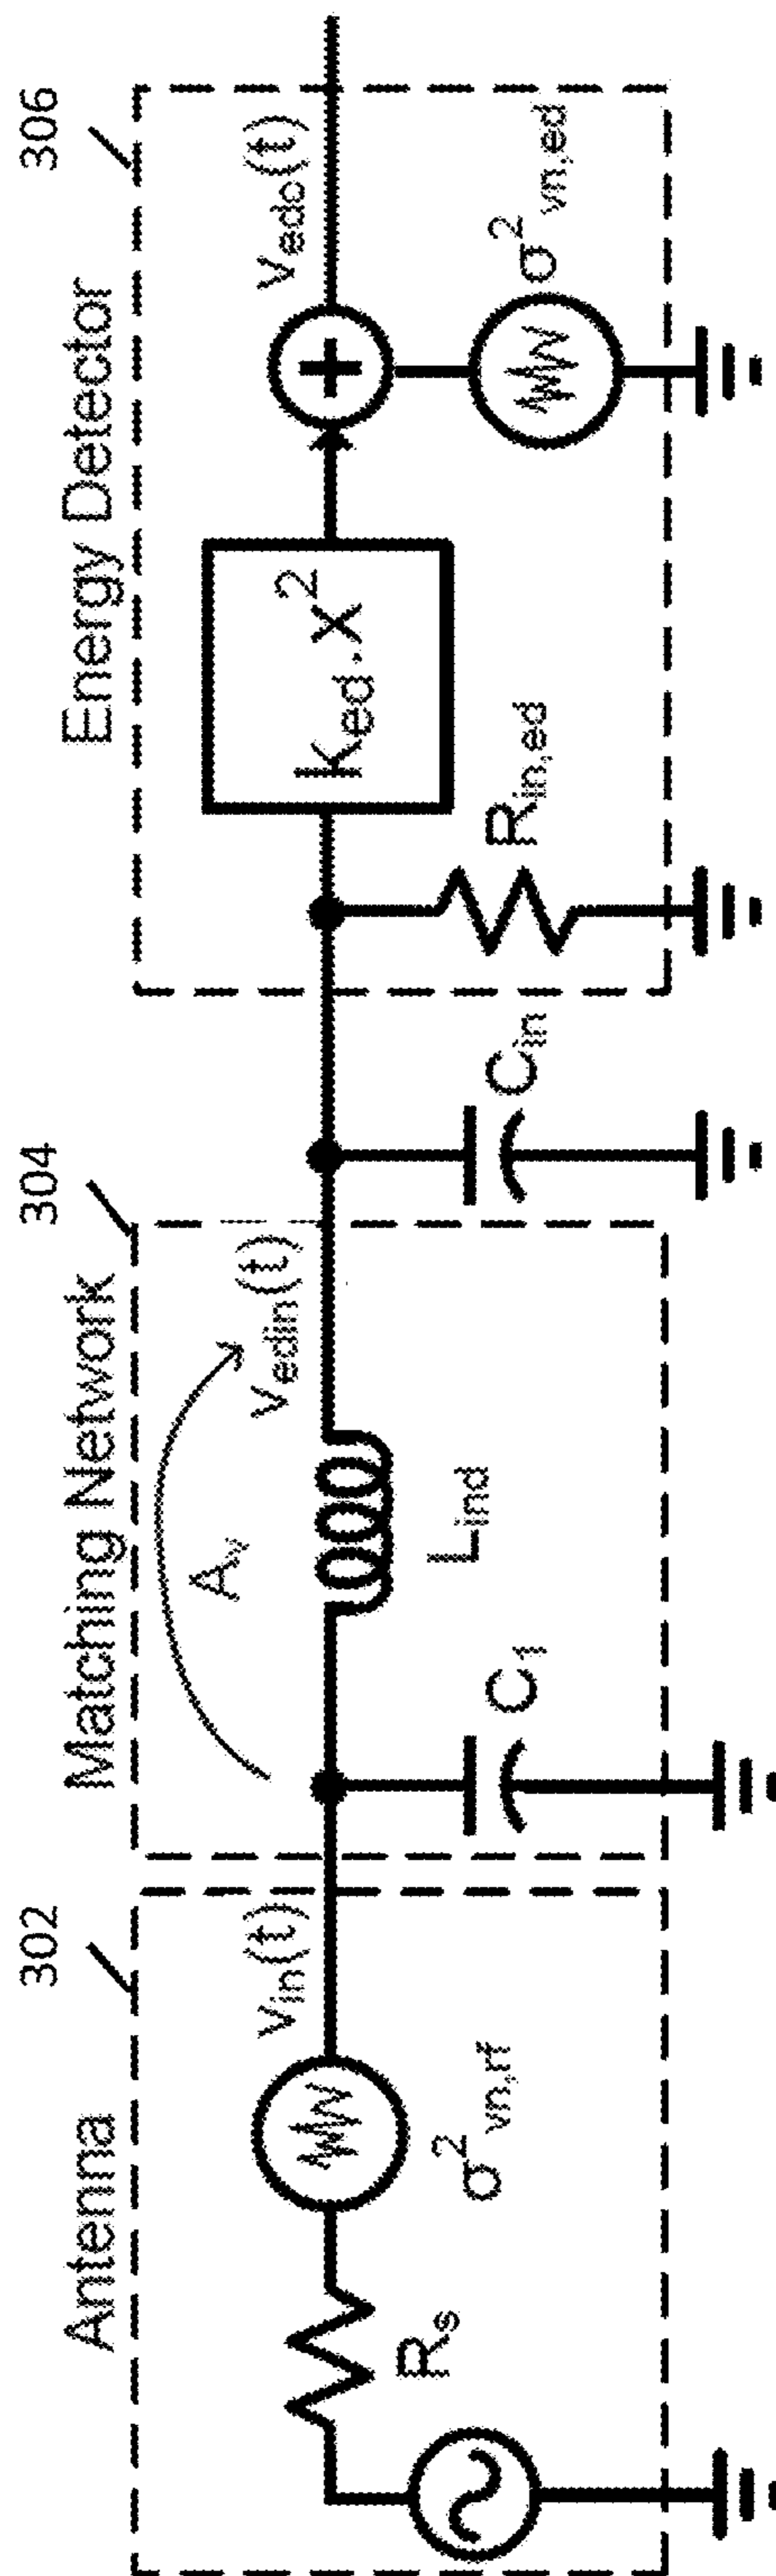 302
304
306
Antenna
Matching Network
Energy Detector
v_in(t)
A_v
v_edin(t)
v_edo(t)
R_s
σ²_vn,rf
C_1
L_ind
C_in
R_in,ed
k_ed.x²
+
σ²_vn,ed